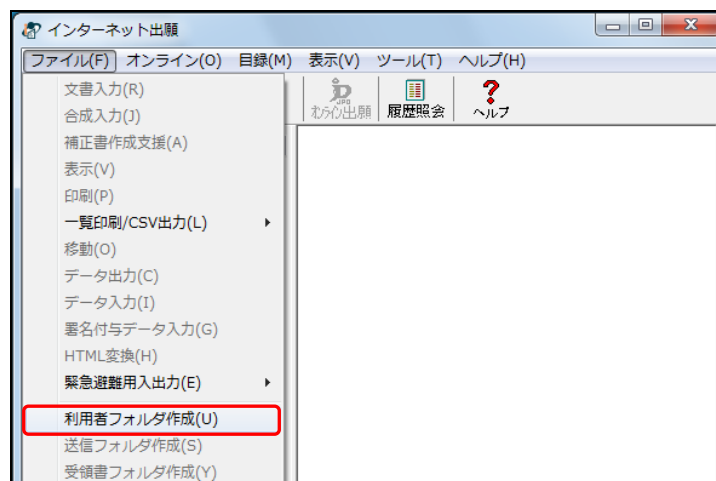 インターネット出願
ファイル(F) オンライン(O) 目録(M) 表示(V) ツール(T) ヘルプ(H)
文書入力(R)
合成入力(J)
補正書作成支援(A)
表示(V)
印刷(P)
一覧印刷/CSV出力(L)
移動(O)
データ出力(C)
データ入力(I)
署名付与データ入力(G)
HTML変換(H)
緊急避難用入出力(E)
利用者フォルダ作成(U)
送信フォルダ作成(S)
受領書フォルダ作成(Y)
JPO
オンライン出願 履歴照会 ヘルプ